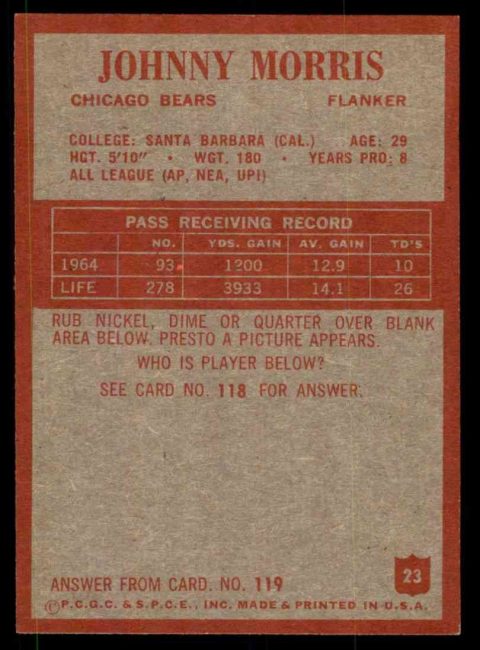 JOHNNY MORRIS
CHICAGO BEARS FLANKER
COLLEGE: SANTA BARBARA (CAL.) AGE: 29
HGT. 5'10" • WGT. 180 • YEARS PRO: 8
ALL LEAGUE (AP, NEA, UPI)
PASS RECEIVING RECORD
NO. YDS. GAIN AV. GAIN TD'S
1964 93 1200 12.9 10
LIFE 278 3933 14.1 26
RUB NICKEL, DIME OR QUARTER OVER BLANK
AREA BELOW. PRESTO A PICTURE APPEARS.
WHO IS PLAYER BELOW?
SEE CARD NO. 118 FOR ANSWER.
23
ANSWER FROM CARD. NO. 119
©P.C.G.C. & S.P.C.E., INC. MADE & PRINTED IN U.S.A.